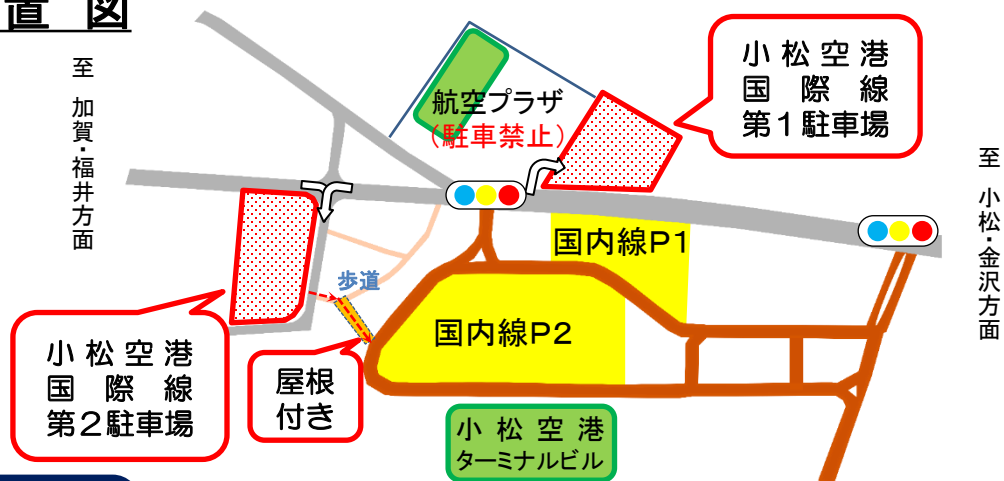 置 図
至 加賀・福井方面
航空プラザ
(駐車禁止)
小松空港
国際線
第1駐車場
至 小松・金沢方面
国内線P1
歩道
国内線P2
小松空港
国際線
第2駐車場
屋根
付き
小松空港
ターミナルビル